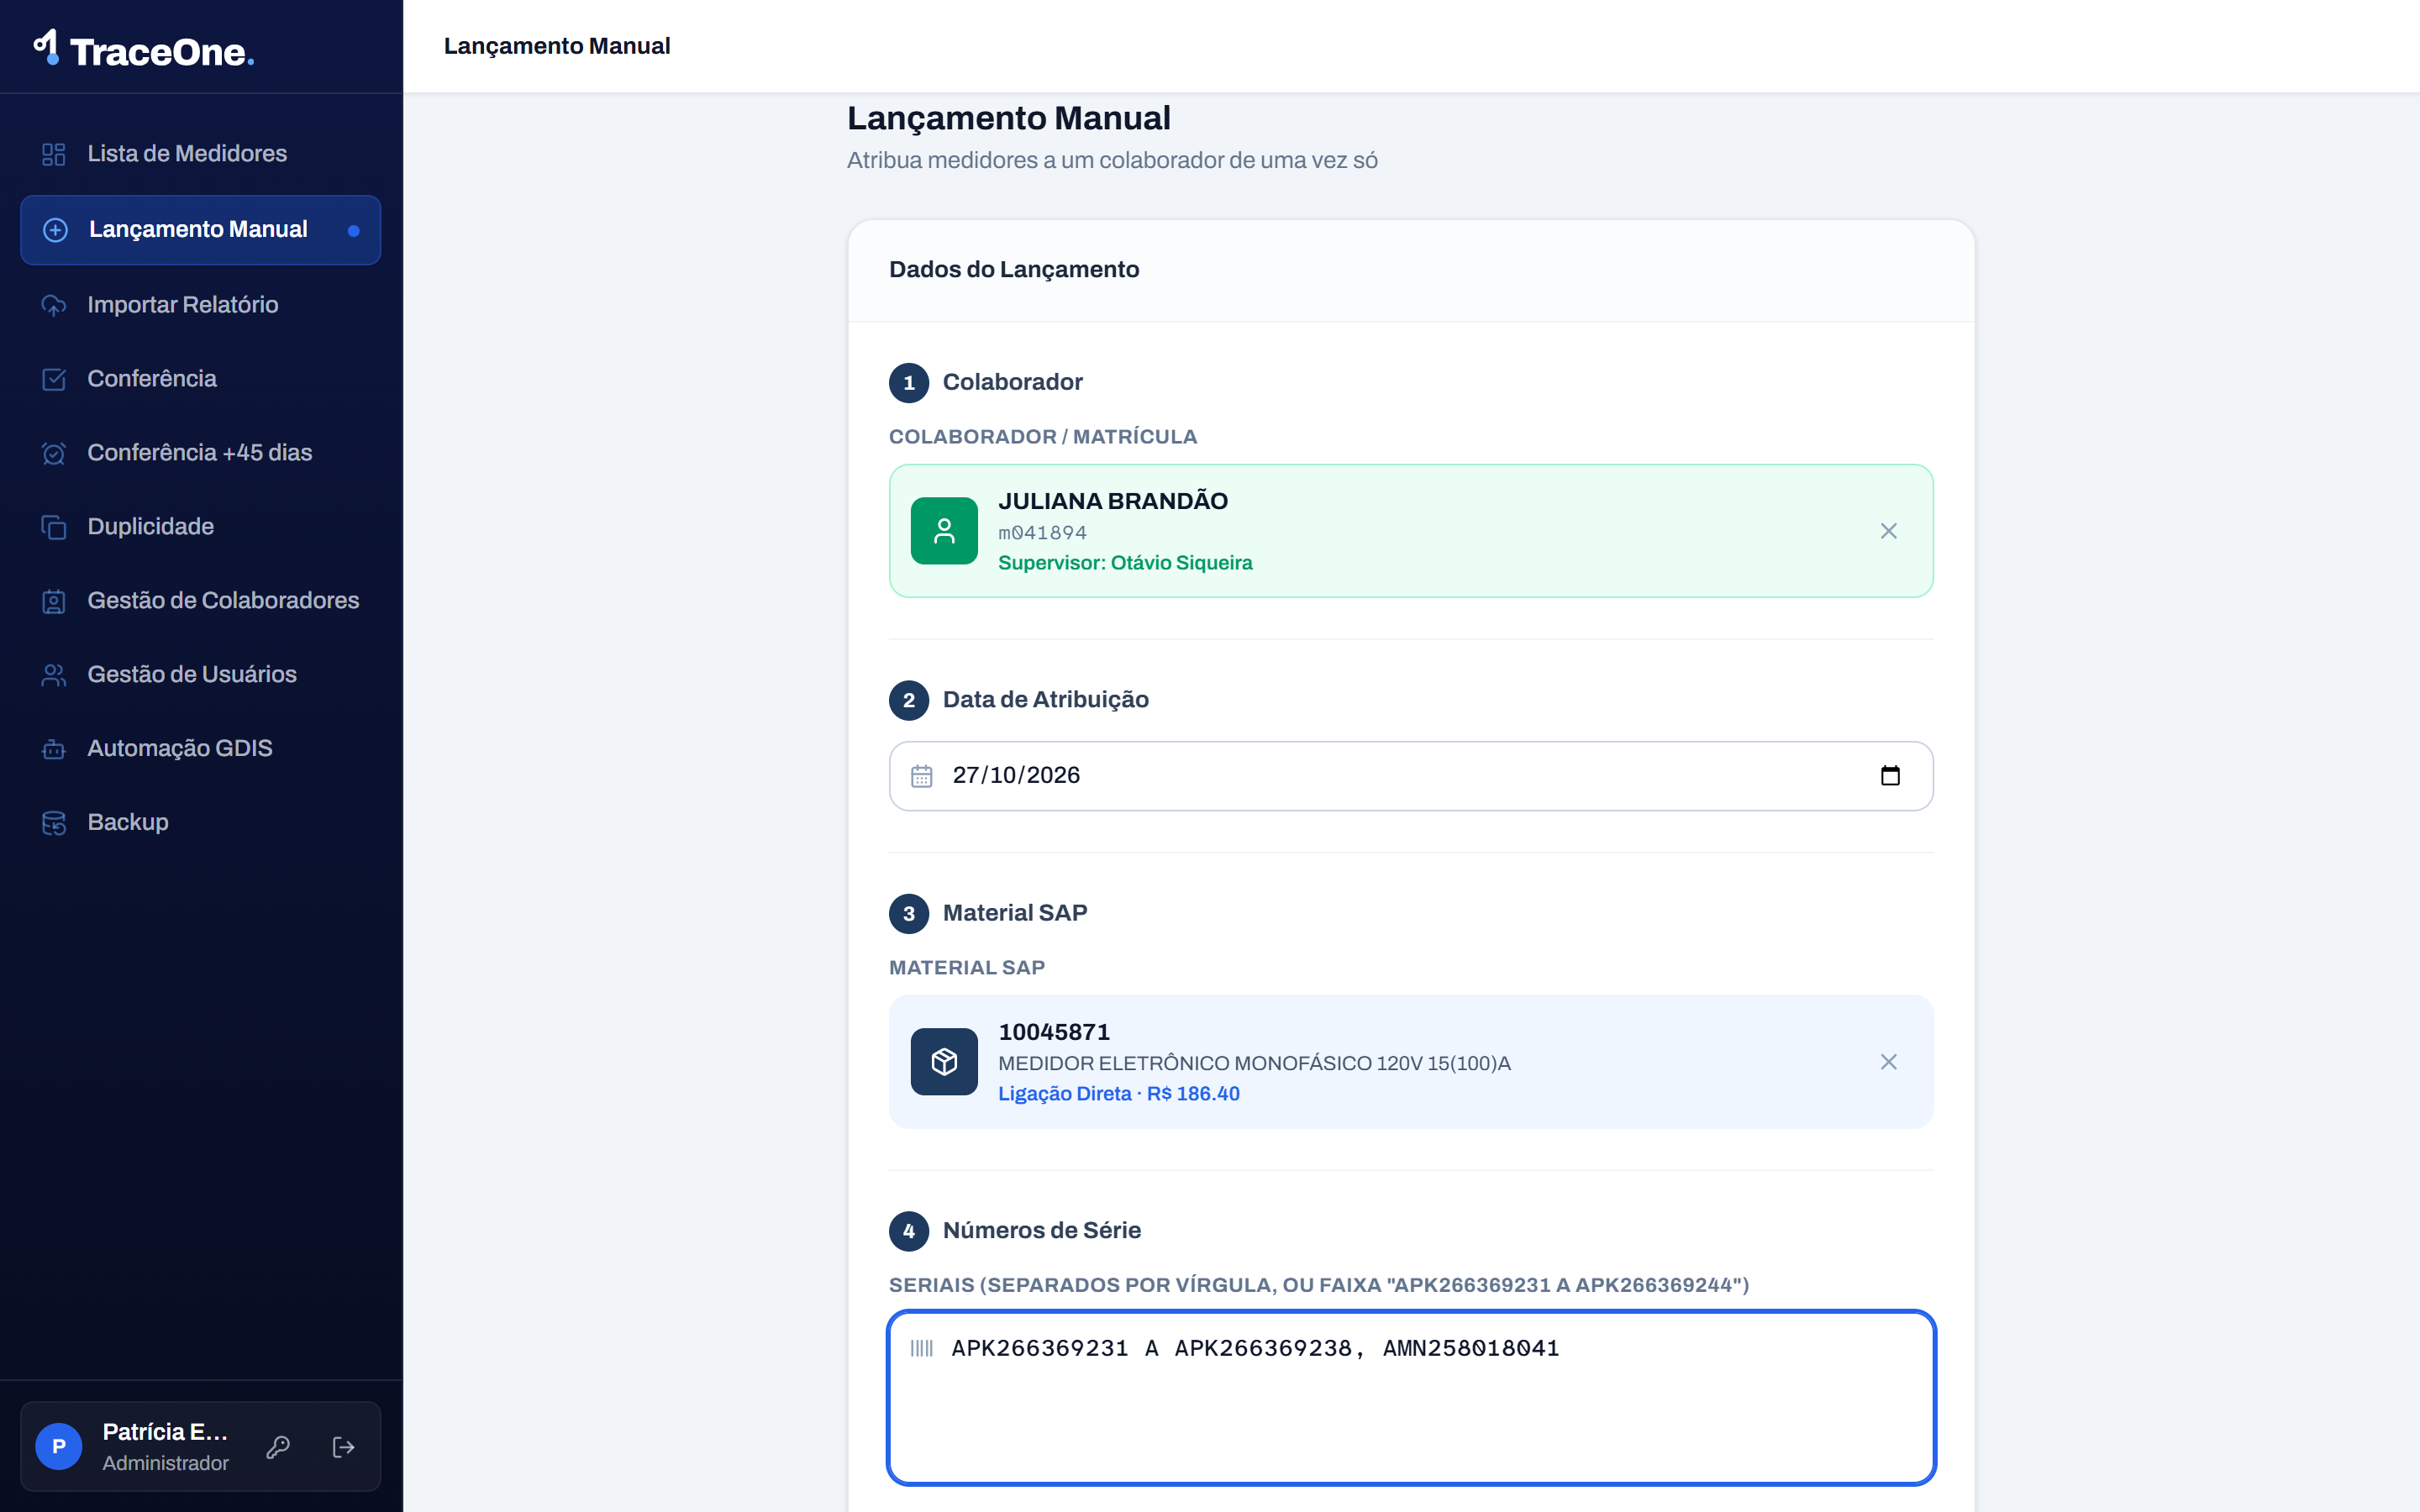 TraceOne.
Lista de Medidores
Lançamento Manual
Importar Relatório
Conferência
Conferência +45 dias
Duplicidade
Gestão de Colaboradores
Gestão de Usuários
Automação GDIS
Backup
P
Patrícia E...
Administrador
Lançamento Manual
Lançamento Manual
Atribua medidores a um colaborador de uma vez só
Dados do Lançamento
1 Colaborador
COLABORADOR / MATRÍCULA
JULIANA BRANDÃO
m041894
Supervisor: Otávio Siqueira
2 Data de Atribuição
27/10/2026
3 Material SAP
MATERIAL SAP
10045871
MEDIDOR ELETRÔNICO MONOFÁSICO 120V 15(100)A
Ligação Direta · R$ 186.40
4 Números de Série
SERIAIS (SEPARADOS POR VÍRGULA, OU FAIXA "APK266369231 A APK266369244")
APK266369231 A APK266369238, AMN258018041